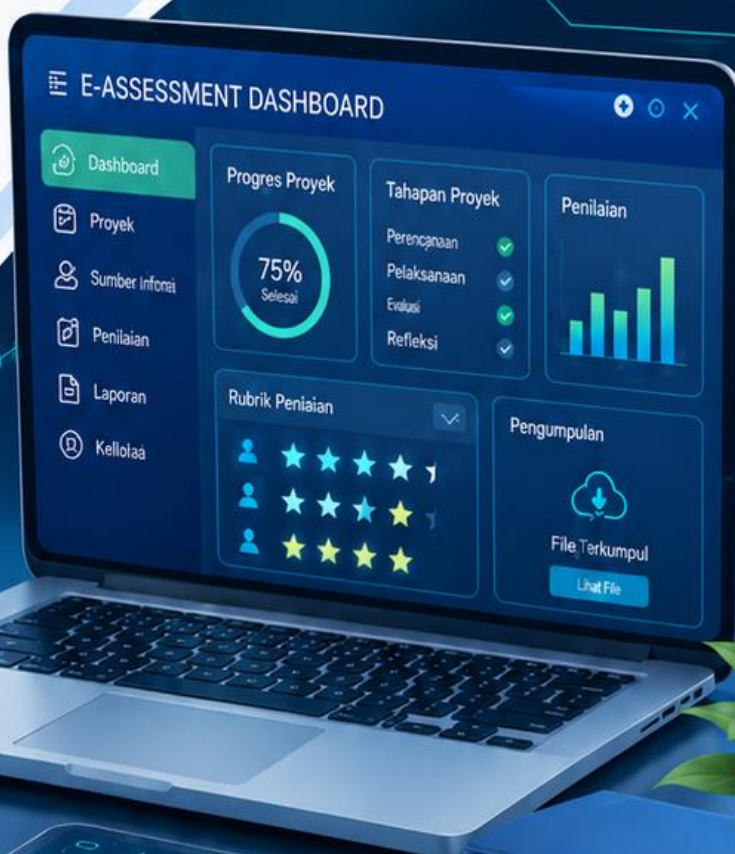 E-ASSESSMENT DASHBOARD
Dashboard
Proyek
Sumber Infomsi
Penilaian
Laporan
Kellolaá
Progres Proyek
75%
Selesai
Tahapan Proyek
Perencanaan
Pelaksanaan
Evaluasi
Refleksi
Penilaian
Rubrik Peniaian
Pengumpulan
File Terkumpul
Lihat File